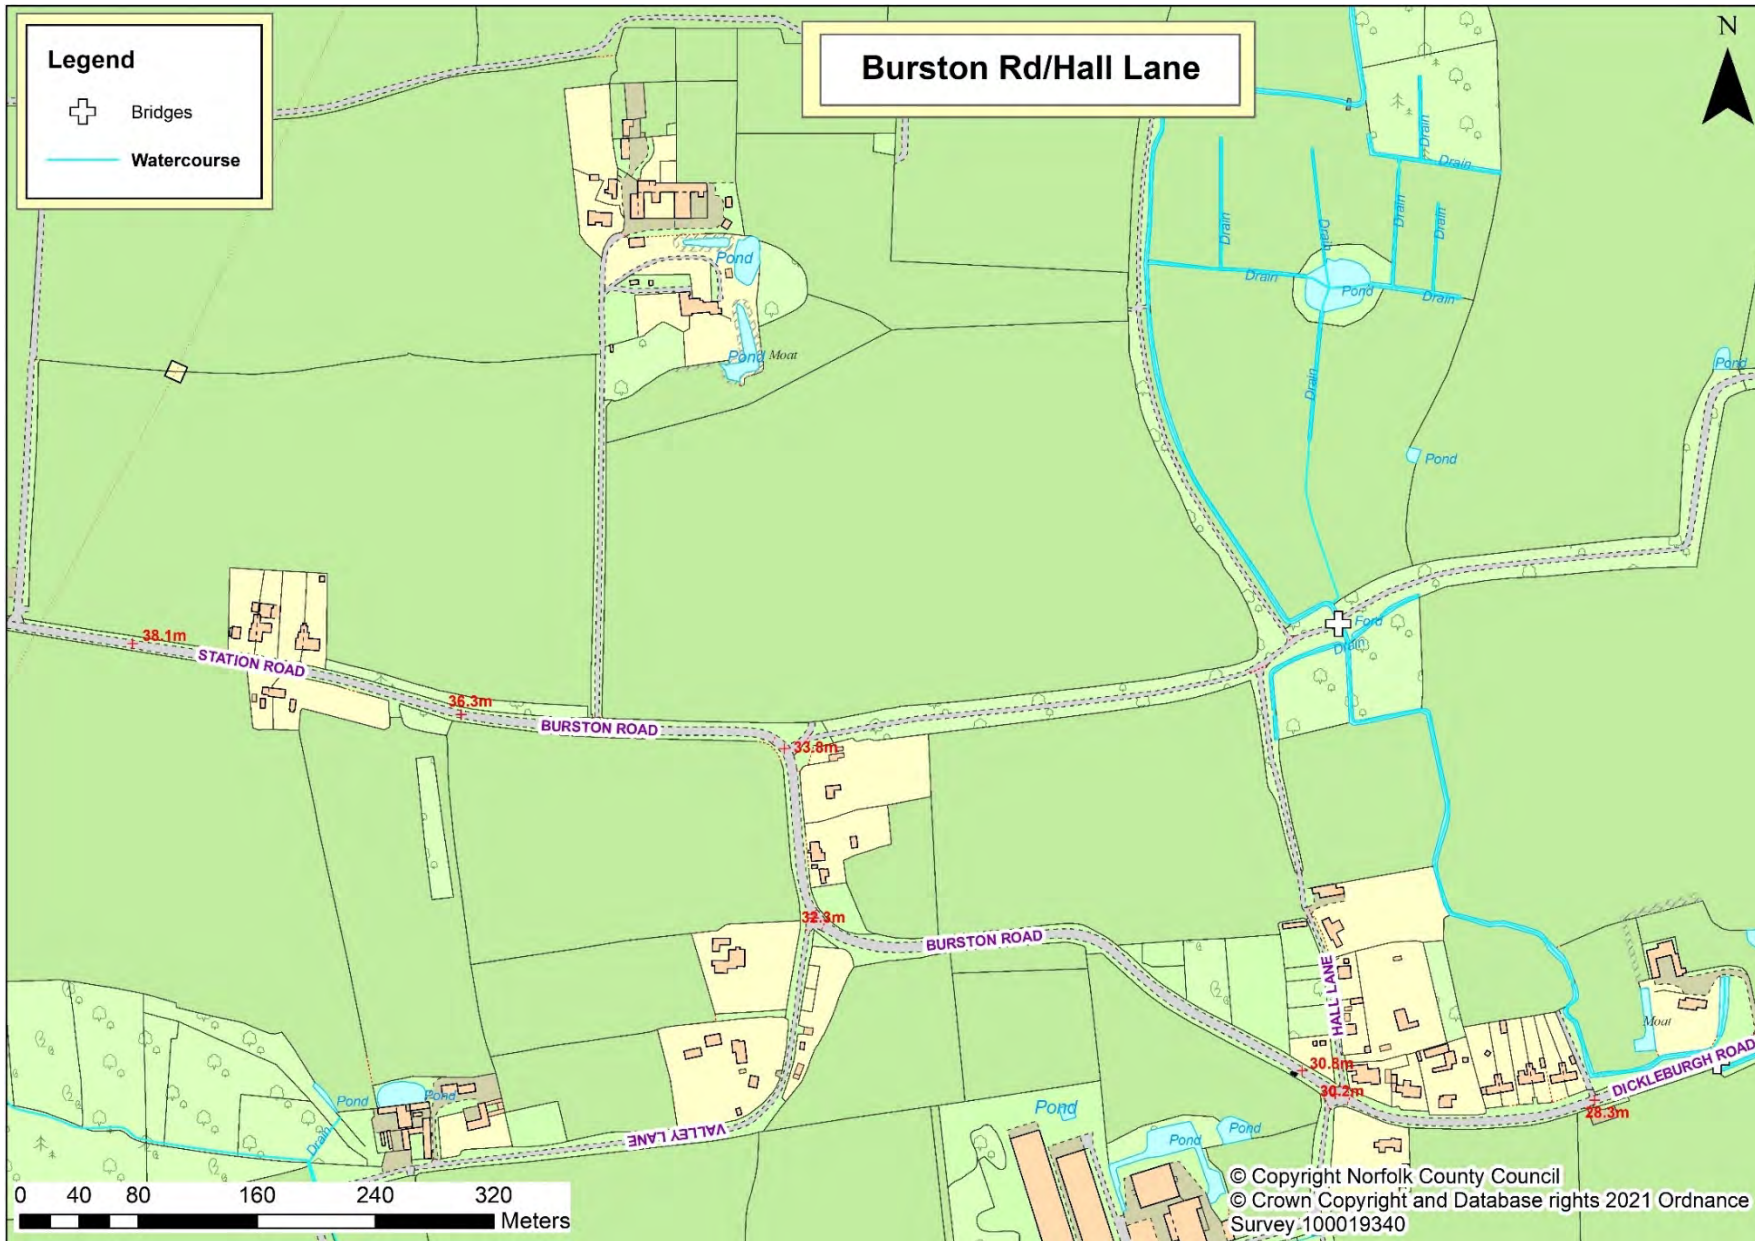 Legend
Bridges
Watercourse
Burston Rd/Hall Lane
N
Drain
Drain
Drain
Drain
Drain
Drain
Drain
Pond
Drain
Pond
Drain
Pond
Moat
Pond
Pond
38.1m
STATION ROAD
36.3m
BURSTON ROAD
33.8m
Ford
Drain
32.3m
BURSTON ROAD
HALL LANE
Moat
30.8m
30.2m
DICKLEBURGH ROAD
28.3m
Pond
Pond
Drain
VALLEY LANE
Pond
Pond
Pond
0 40 80 160 240 320
Meters
© Copyright Norfolk County Council
© Crown Copyright and Database rights 2021 Ordnance
Survey 100019340